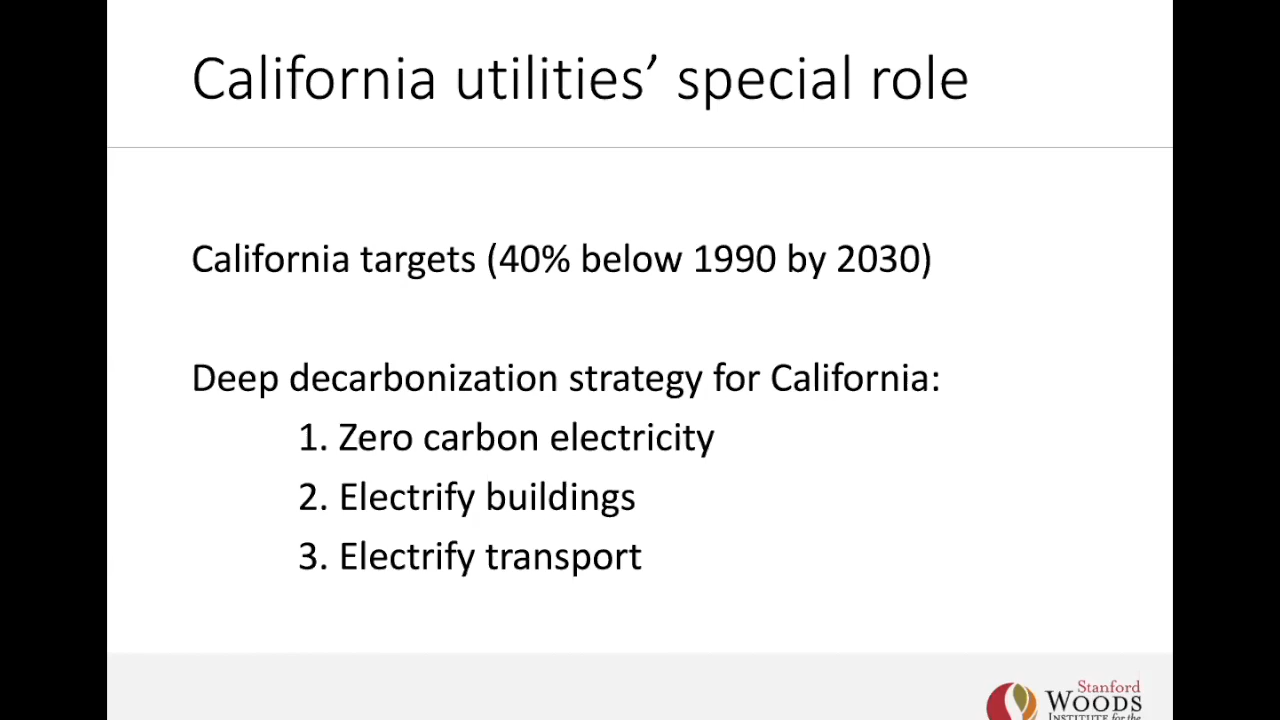 California utilities’ special role
California targets (40% below 1990 by 2030)
Deep decarbonization strategy for California:
1. Zero carbon electricity
2. Electrify buildings
3. Electrify transport
Stanford
WOODS
INSTITUTE for the